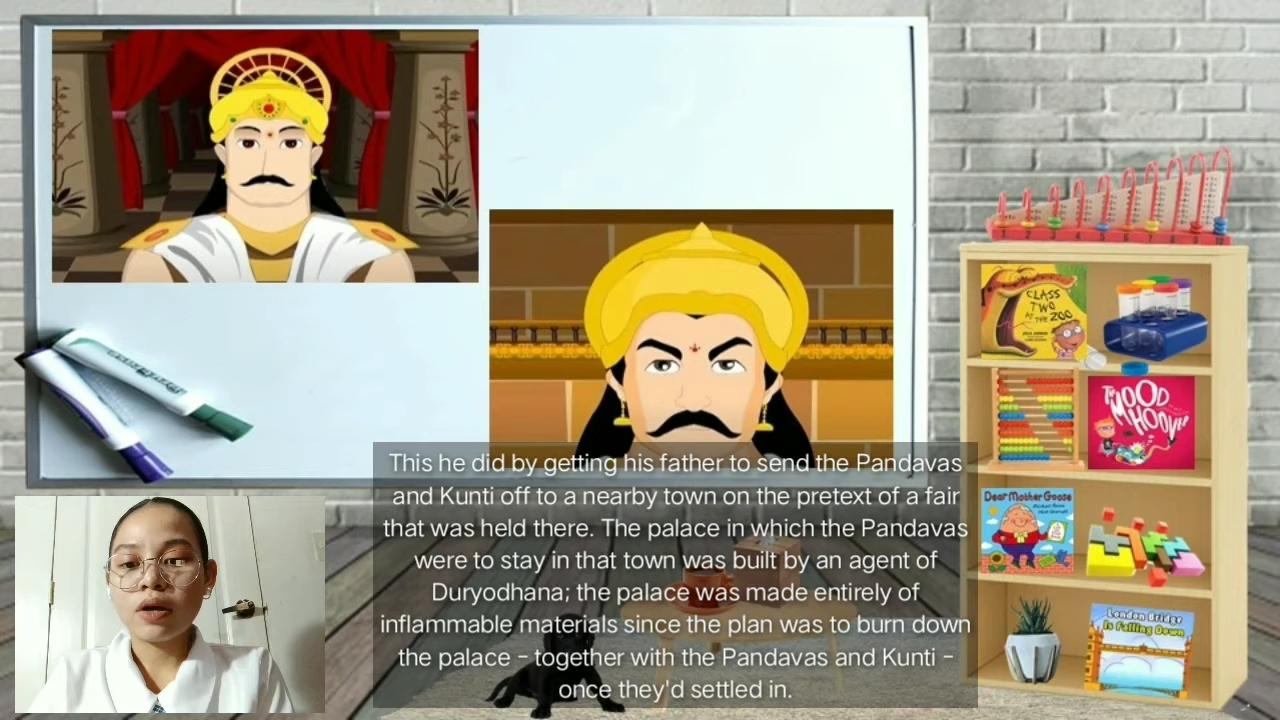 This he did by getting his father to send the Pandavas
and Kunti off to a nearby town on the pretext of a fair
that was held there. The palace in which the Pandavas
were to stay in that town was built by an agent of
Duryodhana; the palace was made entirely of
inflammable materials since the plan was to burn down
the palace – together with the Pandavas and Kunti –
once they'd settled in.
CLASS
TWO
AT THE ZOO
The
MOOD
HOOVER
Dear Mother Goose
London Bridge
Is Falling Down